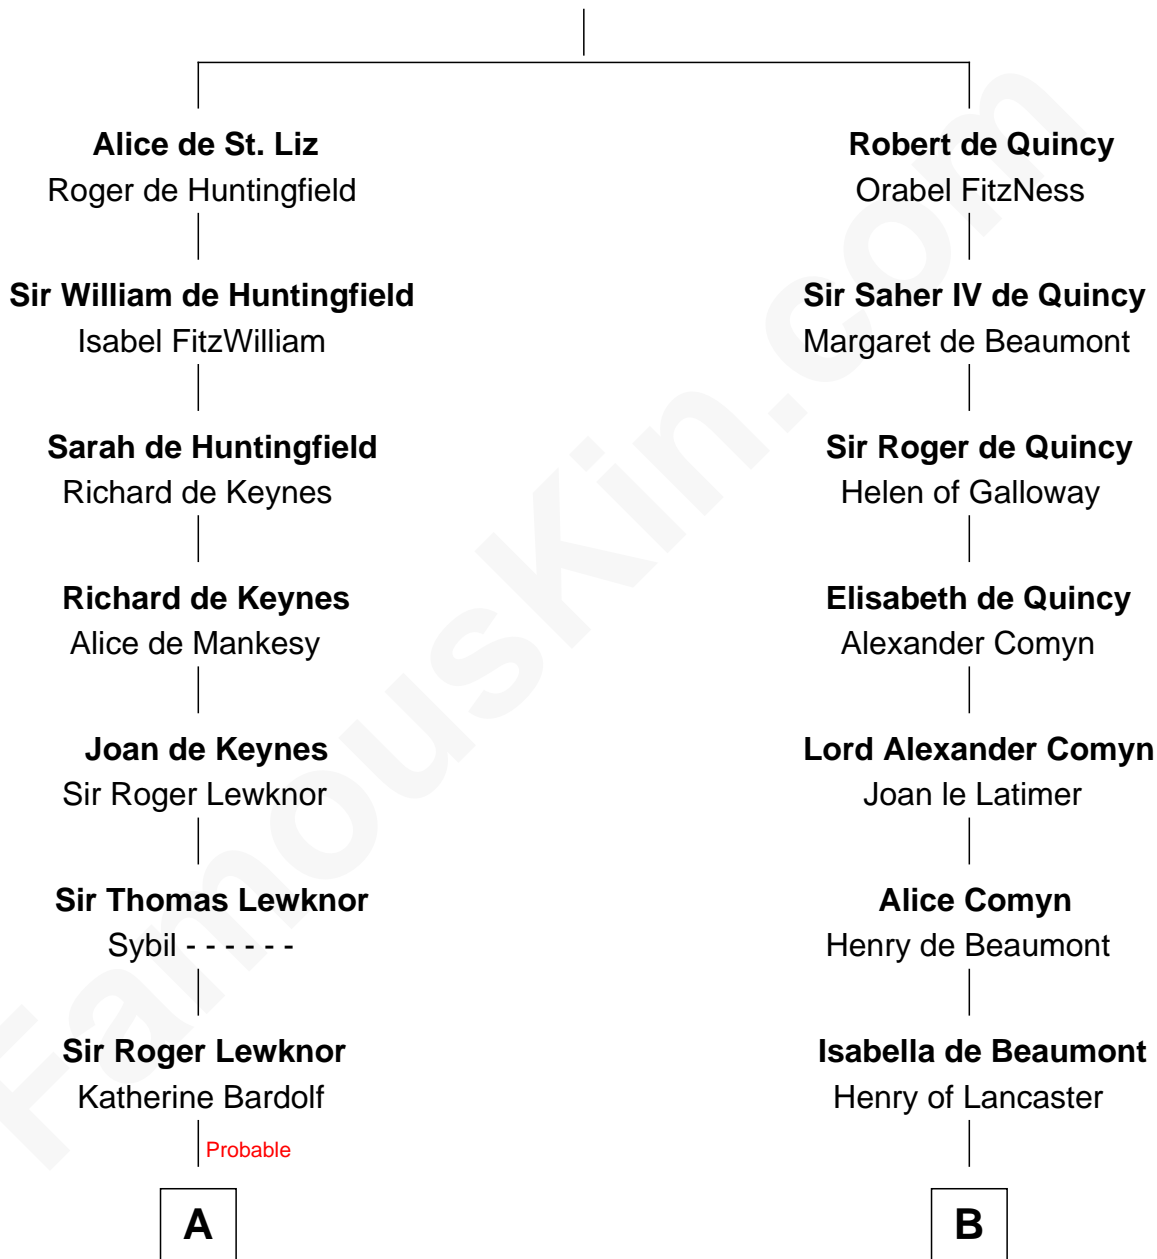 Alice de St. Liz
Roger de Huntingfield
Robert de Quincy
Orabel FitzNess
Sir William de Huntingfield
Isabel FitzWilliam
Sir Saher IV de Quincy
Margaret de Beaumont
Sarah de Huntingfield
Richard de Keynes
Sir Roger de Quincy
Helen of Galloway
Richard de Keynes
Alice de Mankesy
Elisabeth de Quincy
Alexander Comyn
Joan de Keynes
Sir Roger Lewknor
Lord Alexander Comyn
Joan le Latimer
Sir Thomas Lewknor
Sybil - - - - - -
Alice Comyn
Henry de Beaumont
Sir Roger Lewknor
Katherine Bardolf
Isabella de Beaumont
Henry of Lancaster
Probable
A
B
FamousKin.com